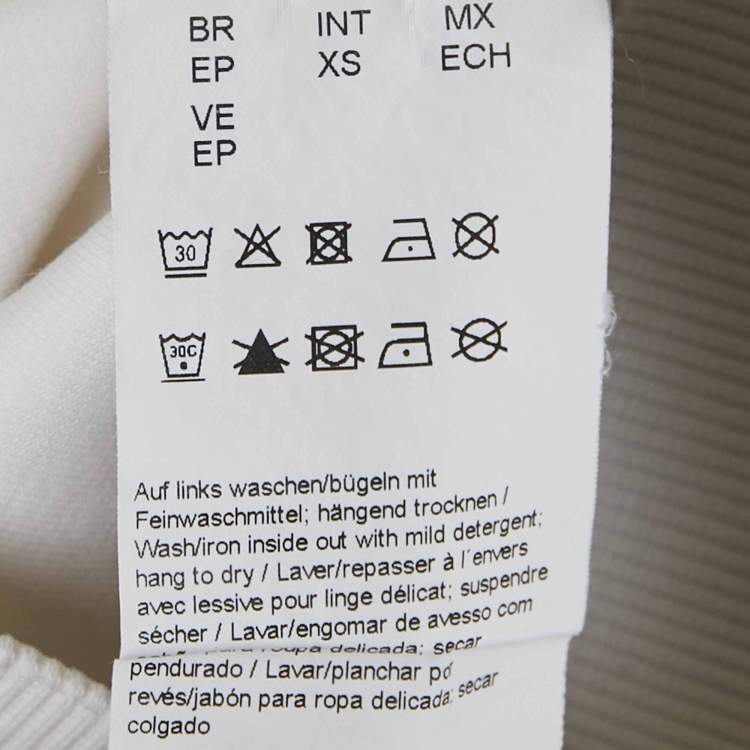 BR INT MX
EP XS ECH
VE
EP
30
30C
Auf links waschen/bügeln mit
Feinwaschmittel; hängend trocknen /
Wash/iron inside out with mild detergent;
hang to dry / Laver/repasser à l´envers
avec lessive pour linge délicat; suspendre
sécher / Lavar/engomar de avesso com
delicada; secar
pendurado / Lavar/planchar
revés/jabón para ropa delicada; secar
colgado